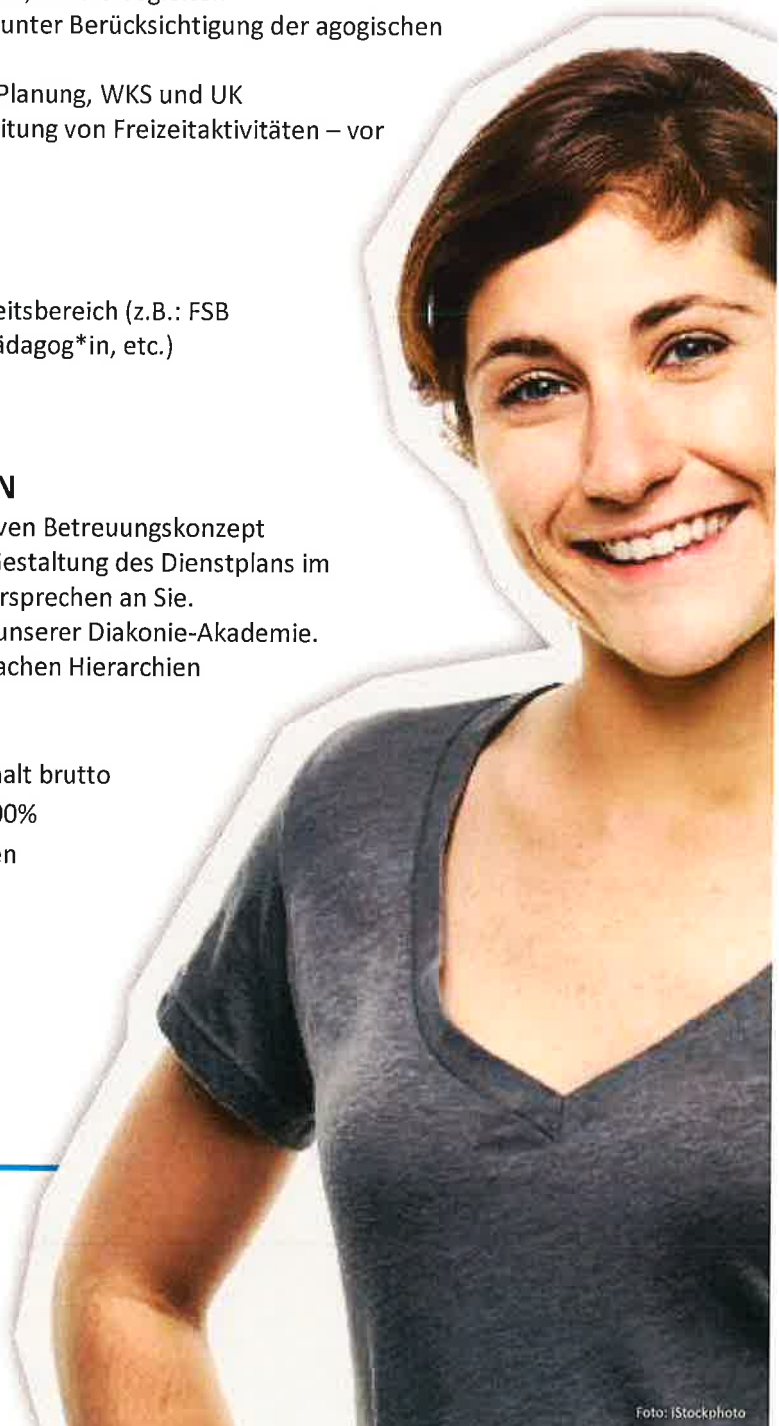 unter Berücksichtigung der agogischen
Planung, WKS und UK
itung von Freizeitaktivitäten – vor
eitsbereich (z.B.: FSB
ädagog*in, etc.)
N
ven Betreuungskonzept
estaltung des Dienstplans im
rsprechen an Sie.
unserer Diakonie-Akademie.
achen Hierarchien
alt brutto
00%
en
Foto: iStockphoto